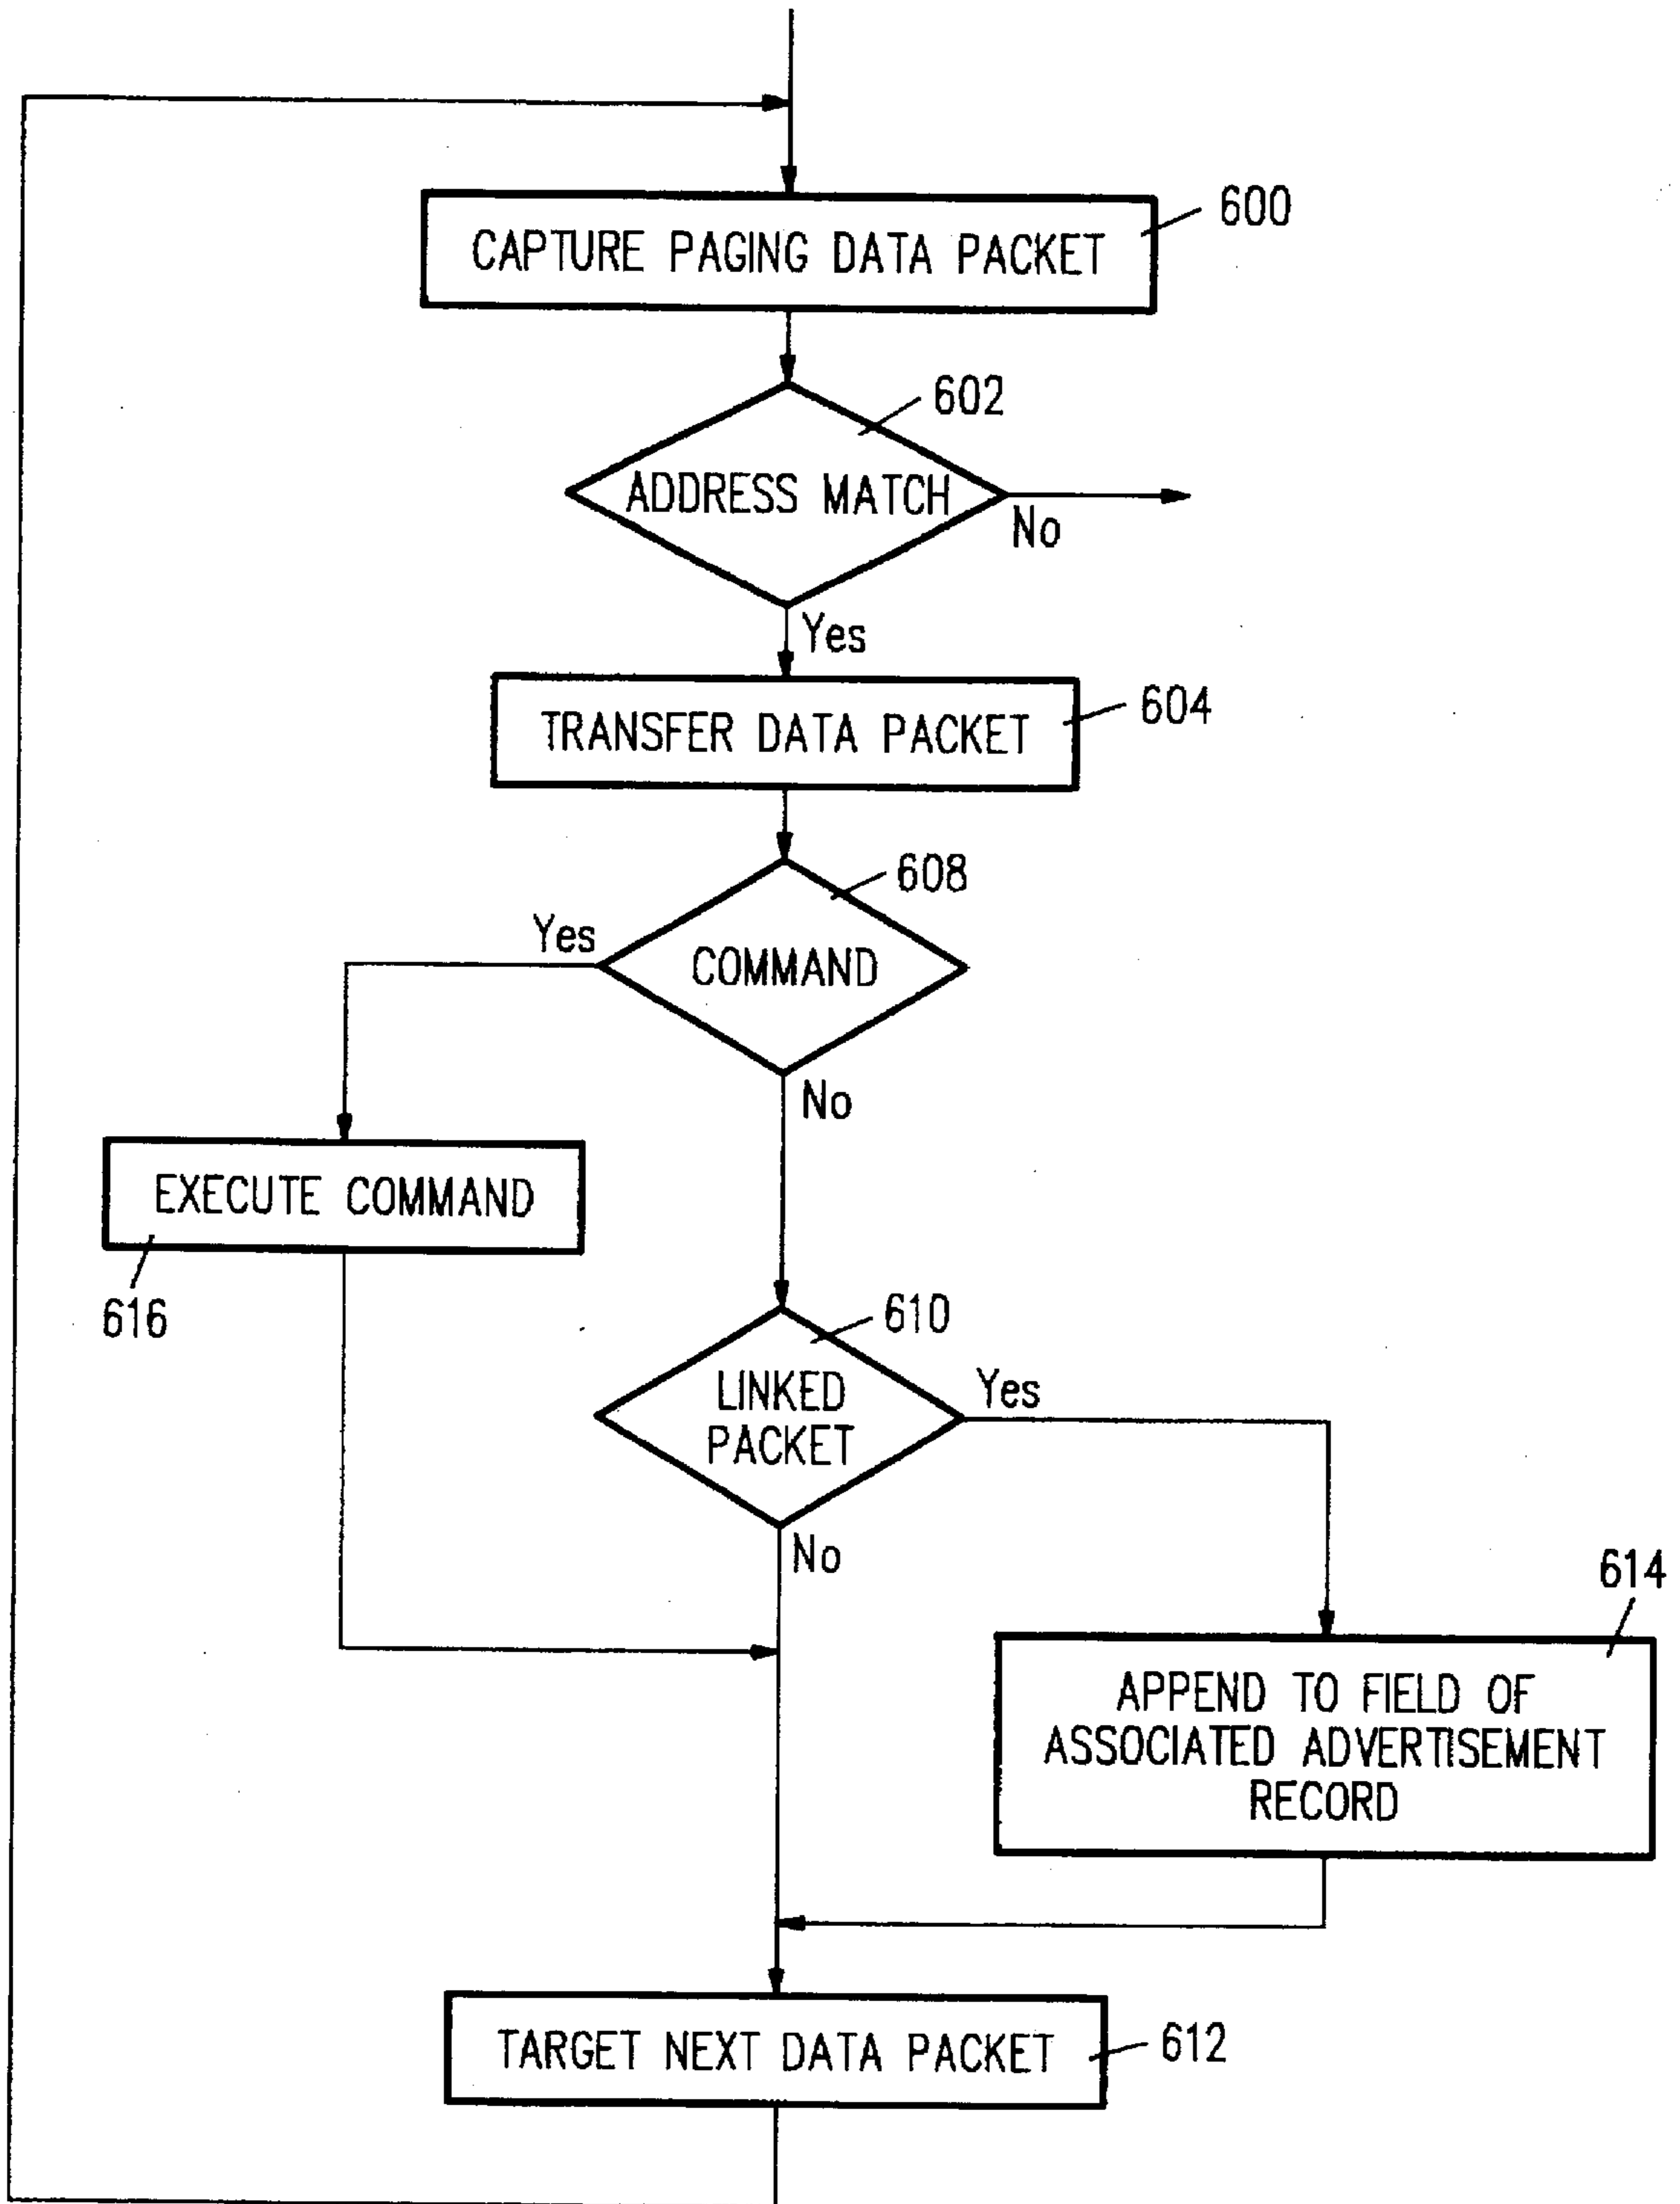 CAPTURE PAGING DATA PACKET
600
602
ADDRESS MATCH
No
Yes
TRANSFER DATA PACKET
604
608
Yes
COMMAND
No
EXECUTE COMMAND
616
610
LINKED
PACKET
Yes
No
614
APPEND TO FIELD OF
ASSOCIATED ADVERTISEMENT
RECORD
TARGET NEXT DATA PACKET
612